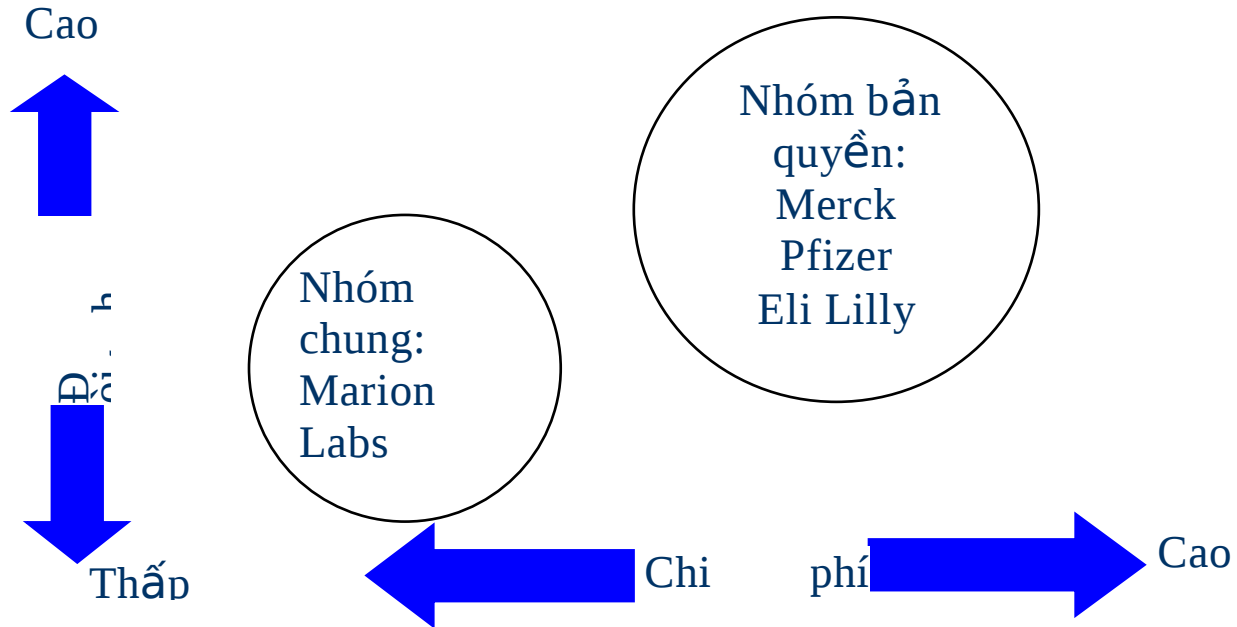 Cao
Nhóm bản
quyền:
Merck
Pfizer
Eli Lilly
Nhóm
chung:
Marion
Labs
Thấp
Chi phí
Cao